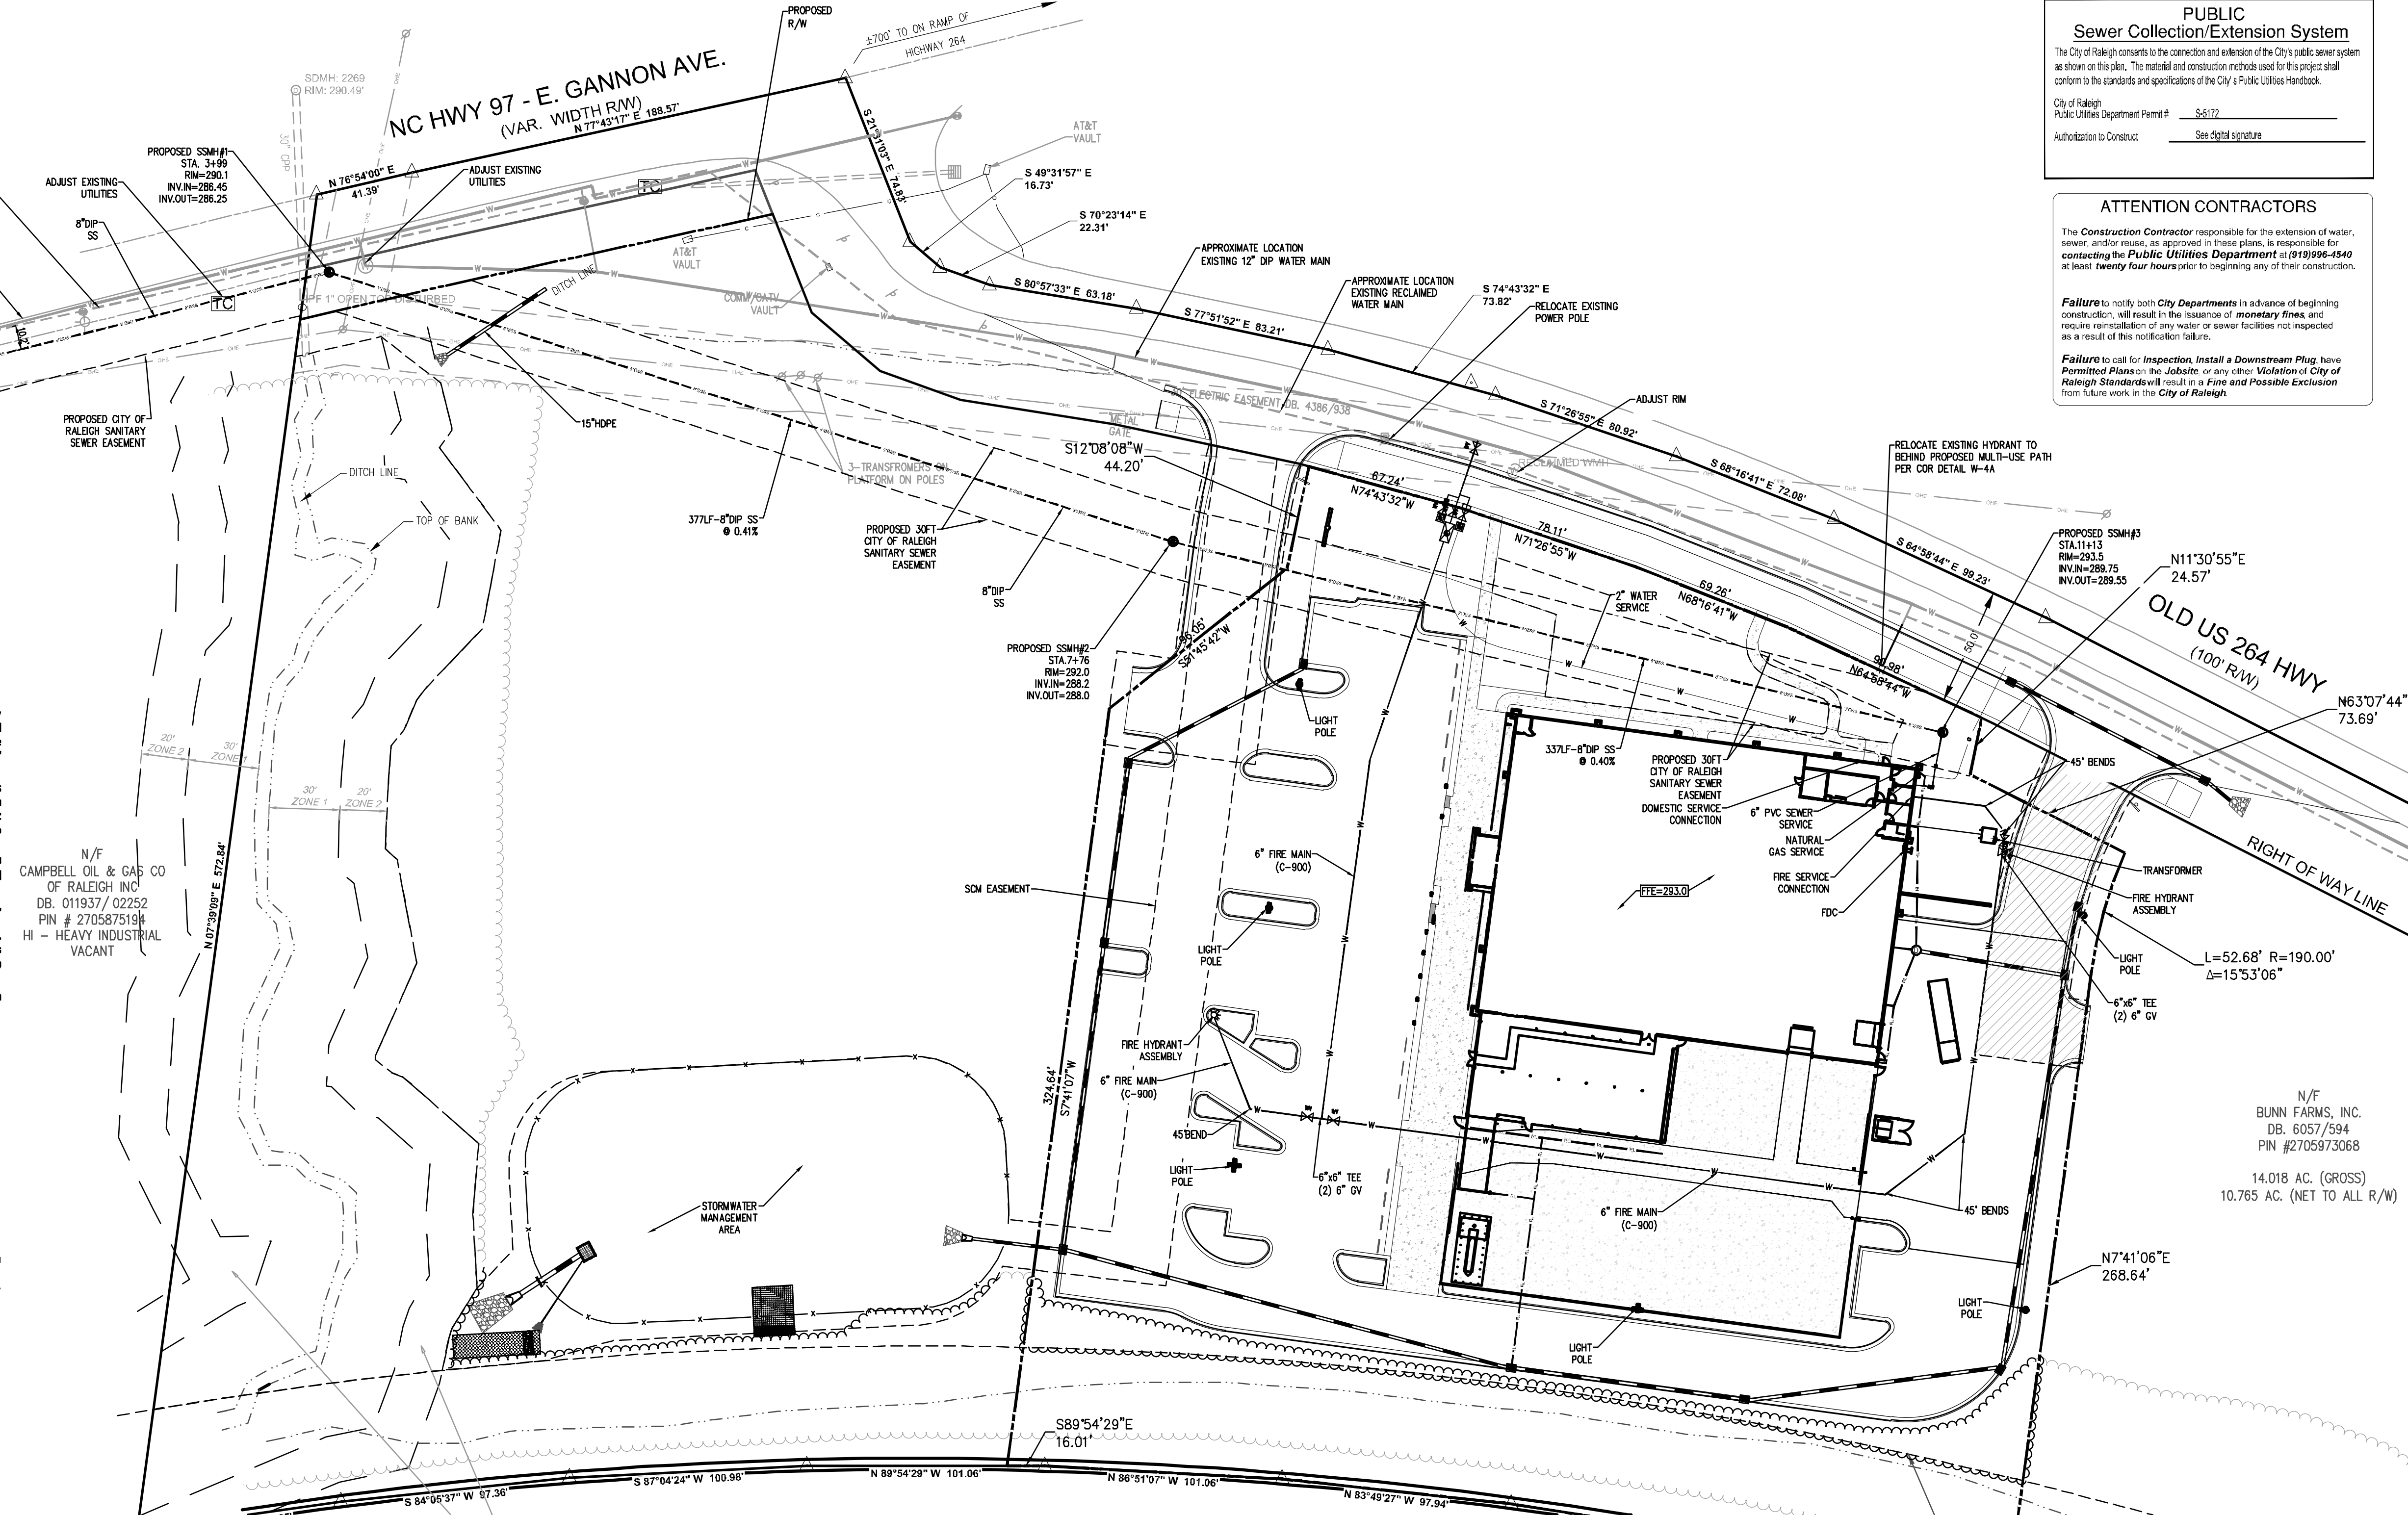 PUBLIC
Sewer Collection/Extension System
The City of Raleigh consents to the connection and extension of the City's public sewer system
as shown on this plan. The material and construction methods used for this project shall
conform to the standards and specifications of the City' s Public Utilities Handbook.
City of Raleigh
Public Utilities Department Permit # S-5172
Authorization to Construct See digital signature
ATTENTION CONTRACTORS
The Construction Contractor responsible for the extension of water,
sewer, and/or reuse, as approved in these plans, is responsible for
contacting the Public Utilities Department at (919)996-4540
at least twenty four hours prior to beginning any of their construction.
Failure to notify both City Departments in advance of beginning
construction, will result in the issuance of monetary fines, and
require reinstallation of any water or sewer facilities not inspected
as a result of this notification failure.
Failure to call for Inspection, Install a Downstream Plug, have
Permitted Plans on the Jobsite, or any other Violation of City of
Raleigh Standards will result in a Fine and Possible Exclusion
from future work in the City of Raleigh.
PROPOSED
R/W
±700' TO ON RAMP OF
HIGHWAY 264
SDMH: 2269
RIM: 290.49'
30" CPP
NC HWY 97 - E. GANNON AVE.
(VAR. WIDTH R/W)
N 77°43'17" E 188.57'
S 21°31'03" E 74.83'
AT&T
VAULT
PROPOSED SSMH#1
STA. 3+99
RIM=290.1
INV.IN=286.45
INV.OUT=286.25
N 76°54'00" E
41.39'
ADJUST EXISTING
UTILITIES
ADJUST EXISTING
UTILITIES
8"DIP
SS
TC
TC
S 49°31'57" E
16.73'
S 70°23'14" E
22.31'
AT&T
VAULT
DITCH LINE
IPF 1" OPEN TOP DISTURBED
COMM/CATV
VAULT
10.2'
APPROXIMATE LOCATION
EXISTING 12" DIP WATER MAIN
S 80°57'33" E 63.18'
APPROXIMATE LOCATION
EXISTING RECLAIMED
WATER MAIN
S 77°51'52" E 83.21'
S 74°43'32" E
73.82'
RELOCATE EXISTING
POWER POLE
PROPOSED CITY OF
RALEIGH SANITARY
SEWER EASEMENT
15"HDPE
DITCH LINE
TOP OF BANK
30' ELECTRIC EASEMENT DB. 4386/938
METAL
GATE
S12°08'08"W
44.20'
3-TRANSFROMERS ON
PLATFORM ON POLES
ADJUST RIM
S 71°26'55" E 80.92'
RECLAIMED WMH
RELOCATE EXISTING HYDRANT TO
BEHIND PROPOSED MULTI-USE PATH
PER COR DETAIL W-4A
S 68°16'41" E 72.08'
67.24'
N74°43'32"W
78.11'
N71°26'55"W
377LF-8"DIP SS
@ 0.41%
PROPOSED 30FT
CITY OF RALEIGH
SANITARY SEWER
EASEMENT
8"DIP
SS
PROPOSED SSMH#3
STA.11+13
RIM=293.5
INV.IN=289.75
INV.OUT=289.55
S 64°58'44" E 99.23'
N11°30'55"E
24.57'
OLD US 264 HWY
(100' R/W)
2" WATER
SERVICE
69.26'
N68°16'41"W
50.0'
90.98'
N64°58'44"W
PROPOSED SSMH#2
STA.7+76
RIM=292.0
INV.IN=288.2
INV.OUT=288.0
96.05'
S51°45'42"W
N63°07'44"
73.69'
LIGHT
POLE
337LF-8"DIP SS
@ 0.40%
PROPOSED 30FT
CITY OF RALEIGH
SANITARY SEWER
EASEMENT
DOMESTIC SERVICE
CONNECTION
6" PVC SEWER
SERVICE
NATURAL
GAS SERVICE
FIRE SERVICE
CONNECTION
FDC
45° BENDS
RIGHT OF WAY LINE
TRANSFORMER
FIRE HYDRANT
ASSEMBLY
20'
ZONE 2
30'
ZONE 1
30'
ZONE 1
20'
ZONE 2
N/F
CAMPBELL OIL & GAS CO
OF RALEIGH INC
DB. 011937/ 02252
PIN # 2705875194
HI - HEAVY INDUSTRIAL
VACANT
N 07°39'09" E 572.84'
SCM EASEMENT
6" FIRE MAIN
(C-900)
FFE=293.0
LIGHT
POLE
LIGHT
POLE
L=52.68' R=190.00'
Δ=15°53'06"
6"x6" TEE
(2) 6" GV
FIRE HYDRANT
ASSEMBLY
6" FIRE MAIN
(C-900)
324.64'
S7°41'07"W
45°BEND
LIGHT
POLE
6"x6" TEE
(2) 6" GV
STORMWATER
MANAGEMENT
AREA
6" FIRE MAIN
(C-900)
45° BENDS
N/F
BUNN FARMS, INC.
DB. 6057/594
PIN #2705973068
14.018 AC. (GROSS)
10.765 AC. (NET TO ALL R/W)
N7°41'06"E
268.64'
LIGHT
POLE
LIGHT
POLE
S89°54'29"E
16.01'
S 84°05'37" W 97.36'
S 87°04'24" W 100.98'
N 89°54'29" W 101.06'
N 86°51'07" W 101.06'
N 83°49'27" W 97.94'